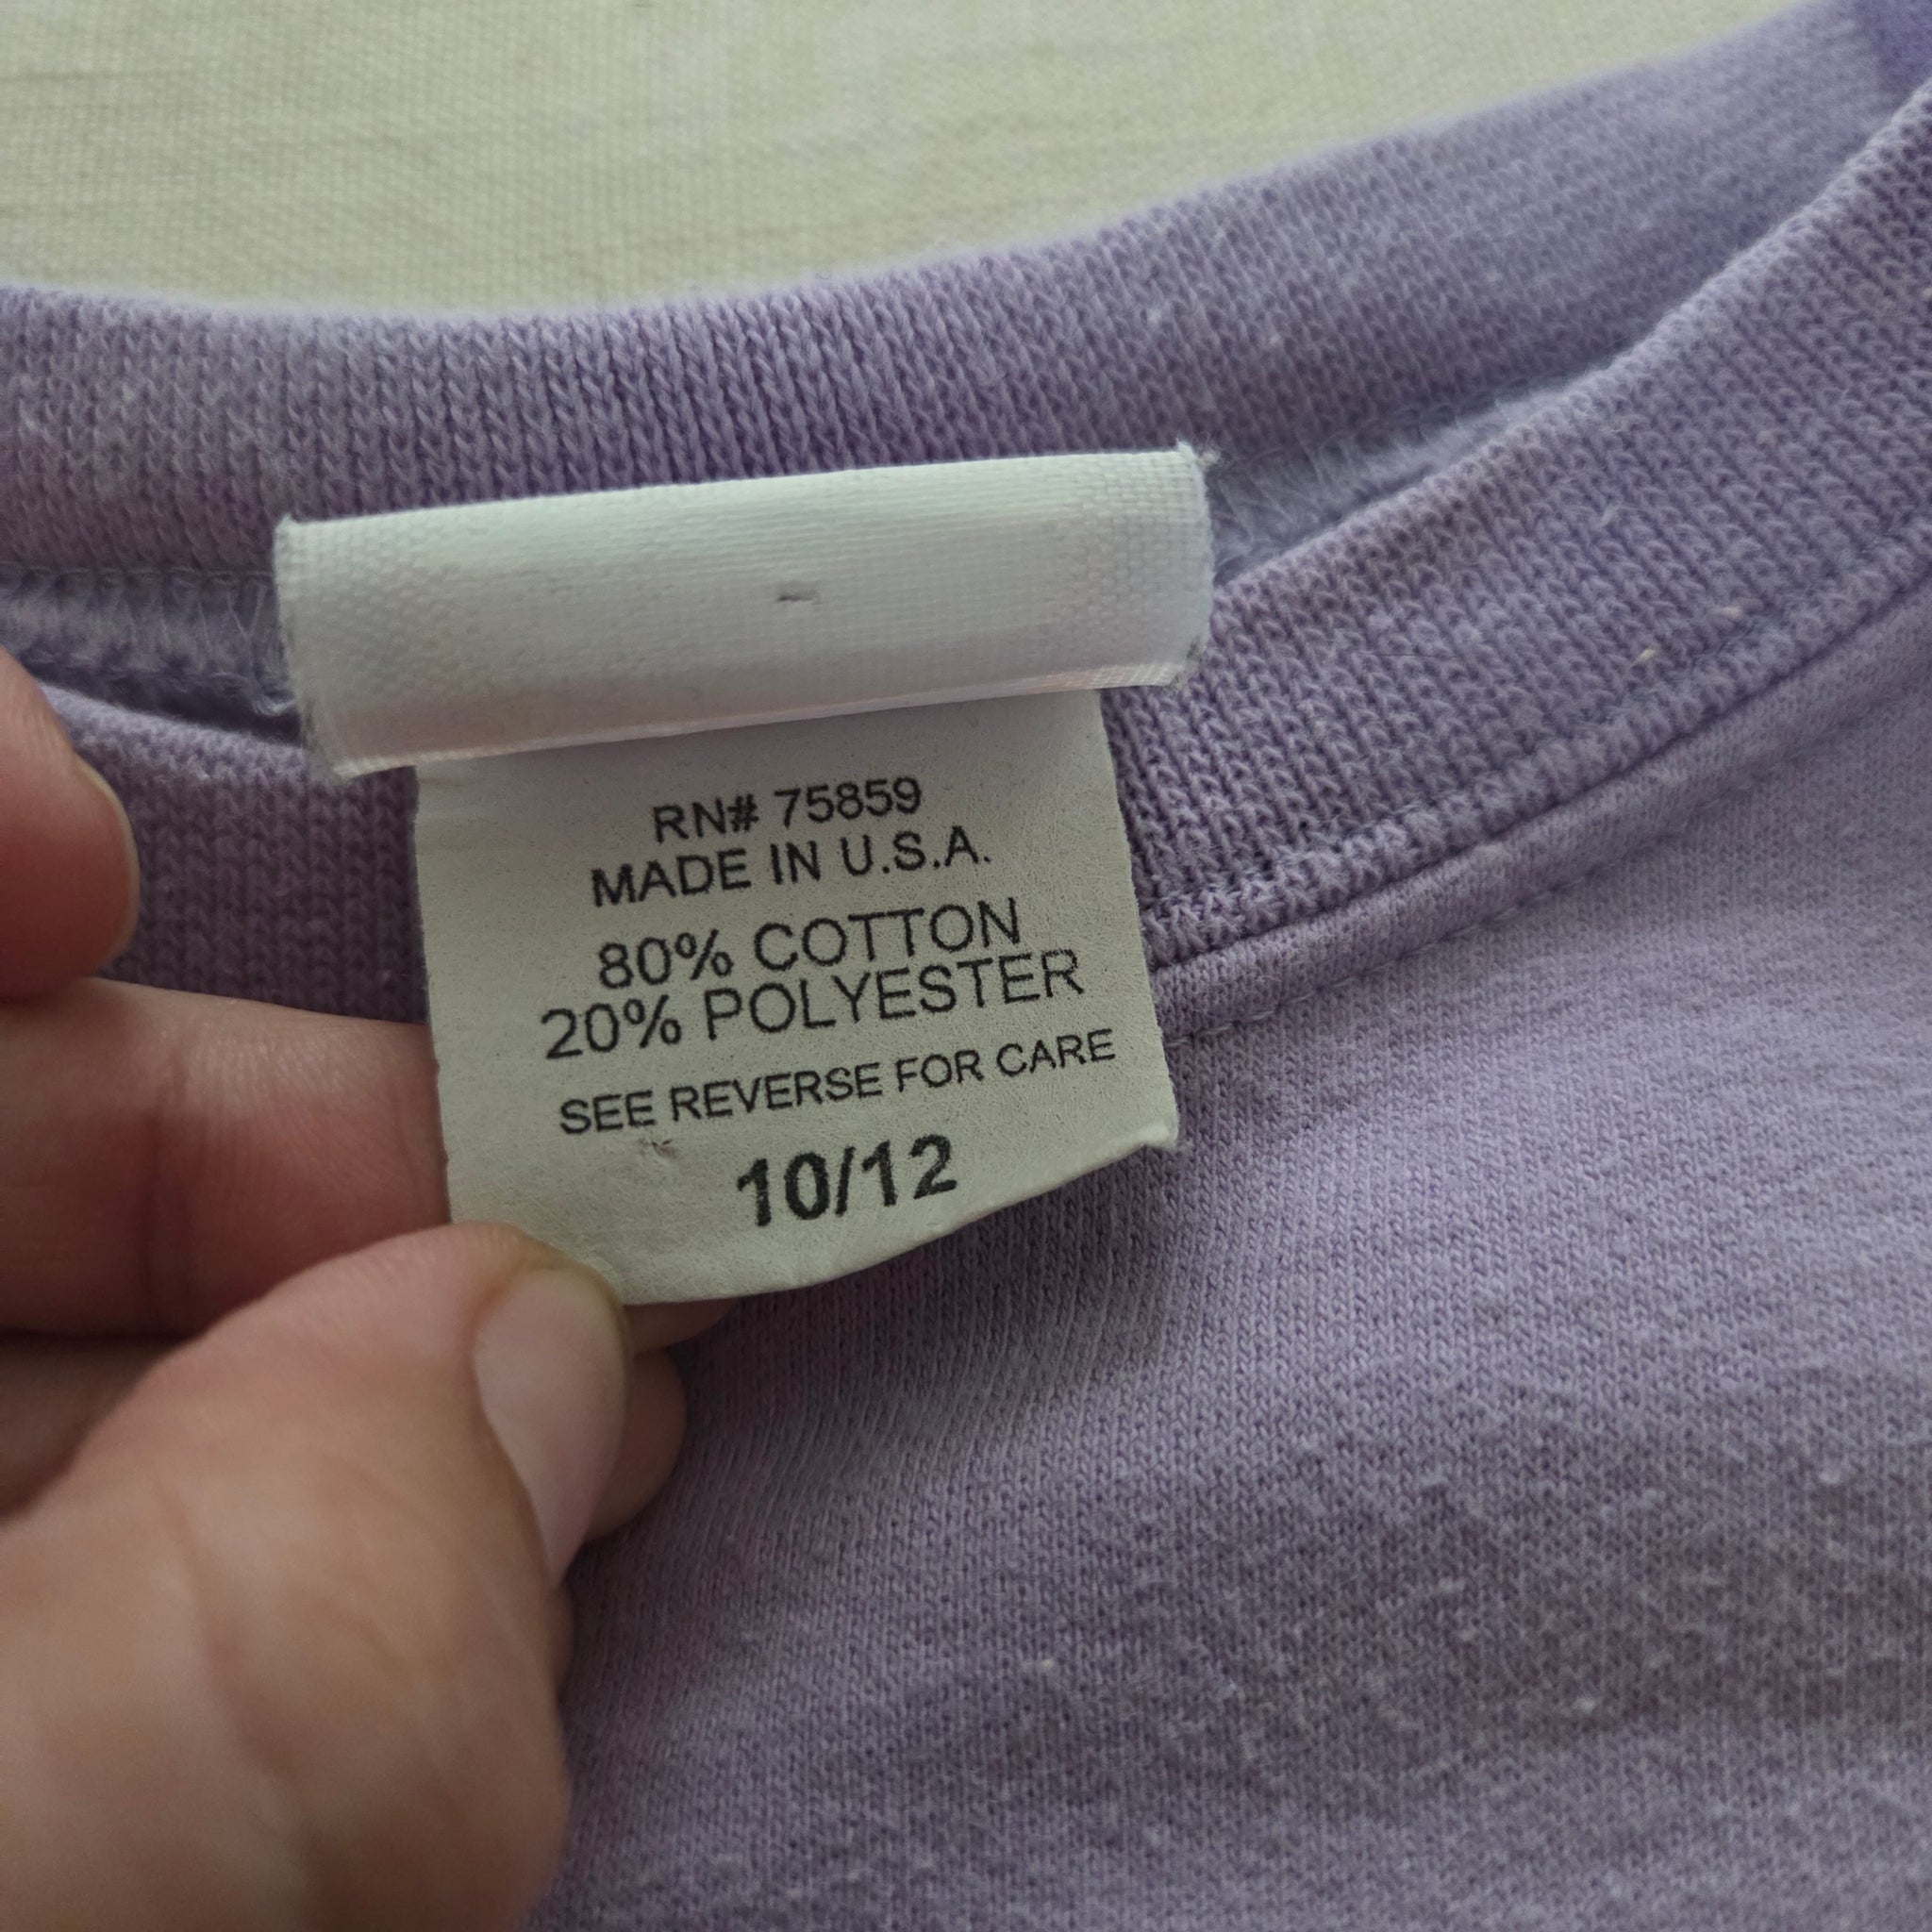 RN# 75859
MADE IN U.S.A.
80% COTTON
20% POLYESTER
SEE REVERSE FOR CARE
10/12